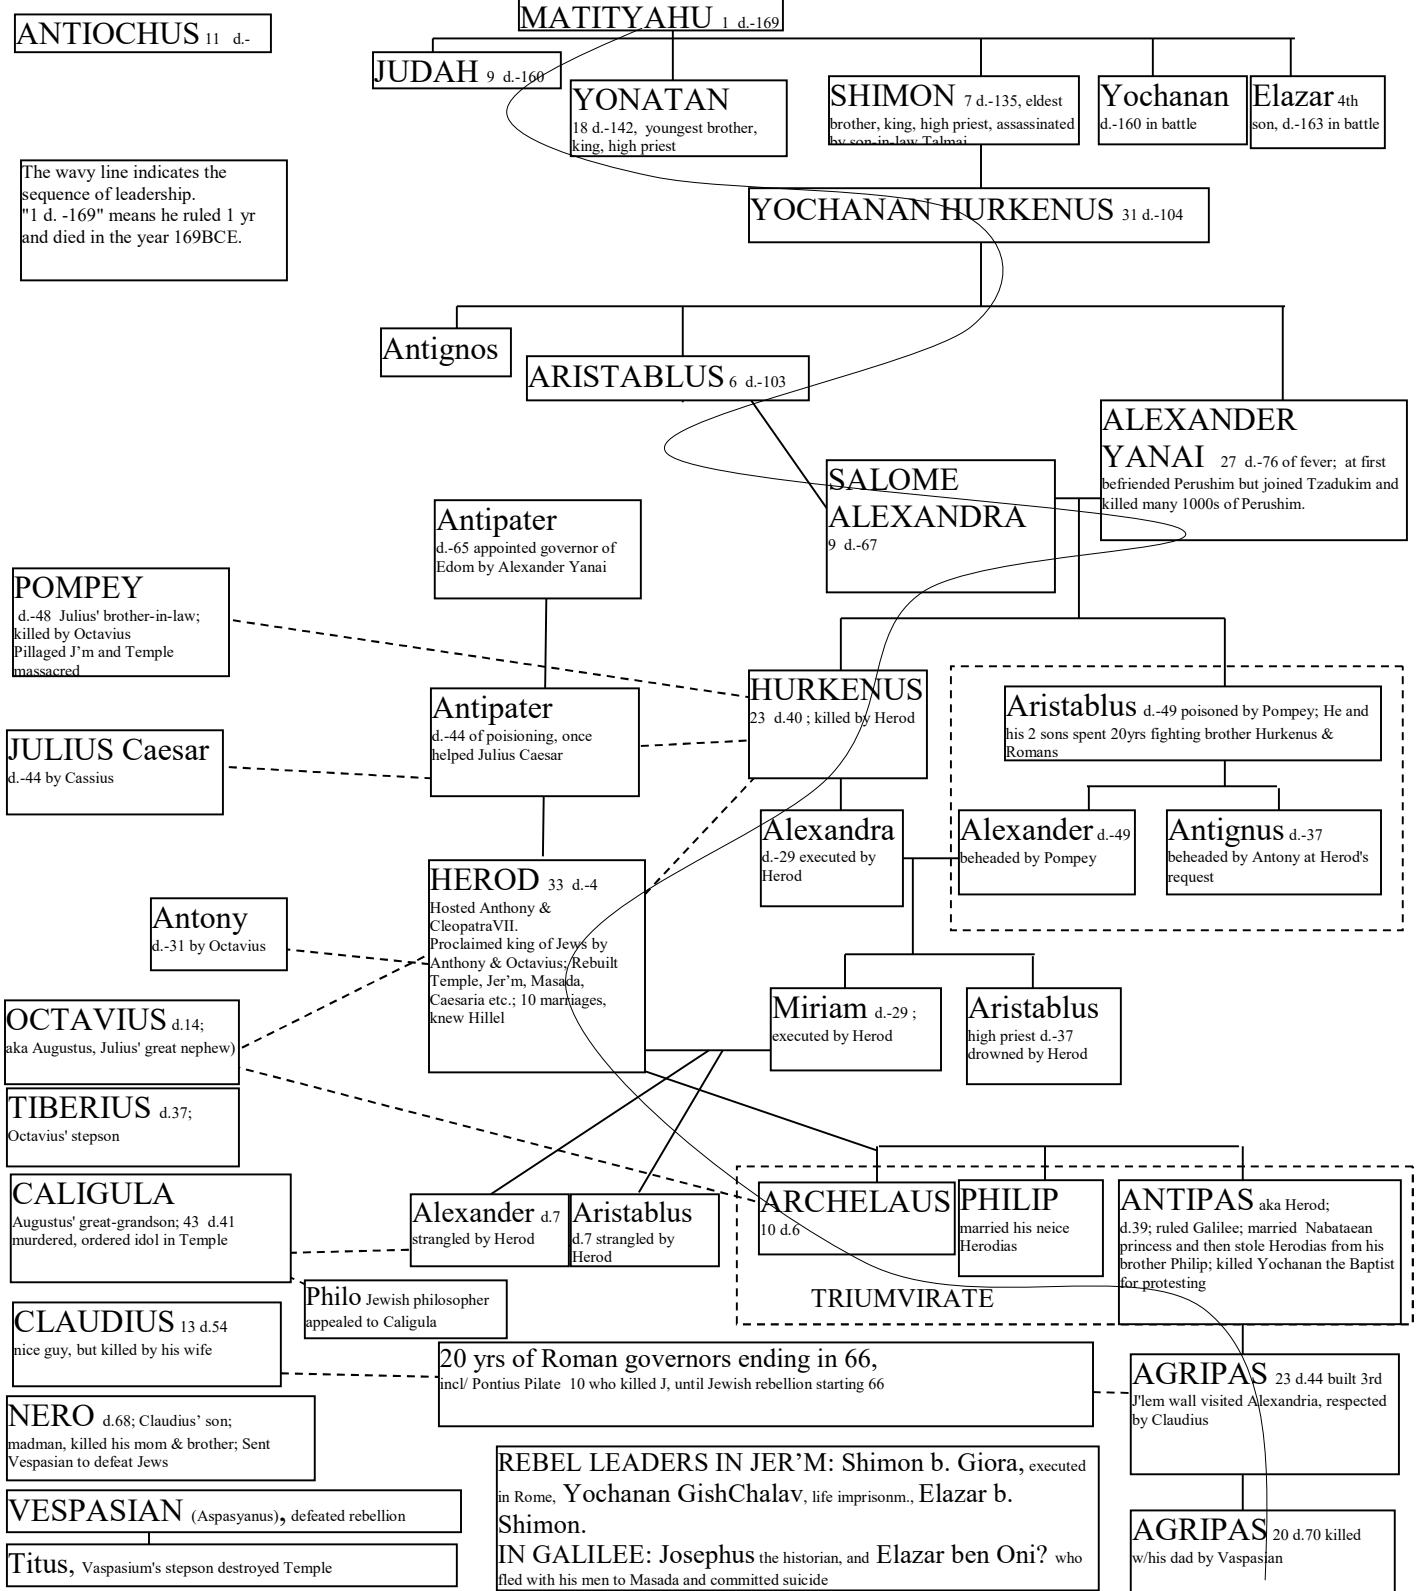 MATITYAHU 1 d.-169
ANTIOCHUS 11 d.-
JUDAH 9 d.-160
YONATAN
18 d.-142, youngest brother,
king, high priest
SHIMON 7 d.-135, eldest
brother, king, high priest, assassinated
by son-in-law Talmai
Yochanan
d.-160 in battle
Elazar 4th
son, d.-163 in battle
The wavy line indicates the
sequence of leadership.
"1 d. -169" means he ruled 1 yr
and died in the year 169BCE.
YOCHANAN HURKENUS 31 d.-104
Antignos
ARISTABLUS 6 d.-103
ALEXANDER
YANAI 27 d.-76 of fever; at first
befriended Perushim but joined Tzadukim and
killed many 1000s of Perushim.
SALOME
ALEXANDRA
9 d.-67
Antipater
d.-65 appointed governor of
Edom by Alexander Yanai
POMPEY
d.-48 Julius' brother-in-law;
killed by Octavius
Pillaged J'm and Temple
massacred
HURKENUS
23 d.40 ; killed by Herod
Aristablus d.-49 poisoned by Pompey; He and
his 2 sons spent 20yrs fighting brother Hurkenus &
Romans
Antipater
d.-44 of poisioning, once
helped Julius Caesar
JULIUS Caesar
d.-44 by Cassius
Alexandra
d.-29 executed by
Herod
Alexander d.-49
beheaded by Pompey
Antignus d.-37
beheaded by Antony at Herod's
request
HEROD 33 d.-4
Hosted Anthony &
CleopatraVII.
Proclaimed king of Jews by
Anthony & Octavius; Rebuilt
Temple, Jer'm, Masada,
Caesaria etc.; 10 marriages,
knew Hillel
Antony
d.-31 by Octavius
OCTAVIUS d.14;
aka Augustus, Julius' great nephew)
Miriam d.-29 ;
executed by Herod
Aristablus
high priest d.-37
drowned by Herod
TIBERIUS d.37;
Octavius' stepson
CALIGULA
Augustus' great-grandson; 43 d.41
murdered, ordered idol in Temple
Alexander d.7
strangled by Herod
Aristablus
d.7 strangled by
Herod
ARCHELAUS
10 d.6
PHILIP
married his neice
Herodias
ANTIPAS aka Herod;
d.39; ruled Galilee; married Nabataean
princess and then stole Herodias from his
brother Philip; killed Yochanan the Baptist
for protesting
TRIUMVIRATE
Philo Jewish philosopher
appealed to Caligula
CLAUDIUS 13 d.54
nice guy, but killed by his wife
20 yrs of Roman governors ending in 66,
incl/ Pontius Pilate 10 who killed J, until Jewish rebellion starting 66
AGRIPAS 23 d.44 built 3rd
J'lem wall visited Alexandria, respected
by Claudius
NERO d.68; Claudius' son;
madman, killed his mom & brother; Sent
Vespasian to defeat Jews
REBEL LEADERS IN JER'M: Shimon b. Giora, executed
in Rome, Yochanan GishChalav, life imprisonm., Elazar b.
Shimon.
IN GALILEE: Josephus the historian, and Elazar ben Oni? who
fled with his men to Masada and committed suicide
VESPASIAN (Aspasyanus), defeated rebellion
Titus, Vaspasium's stepson destroyed Temple
AGRIPAS 20 d.70 killed
w/his dad by Vaspasian